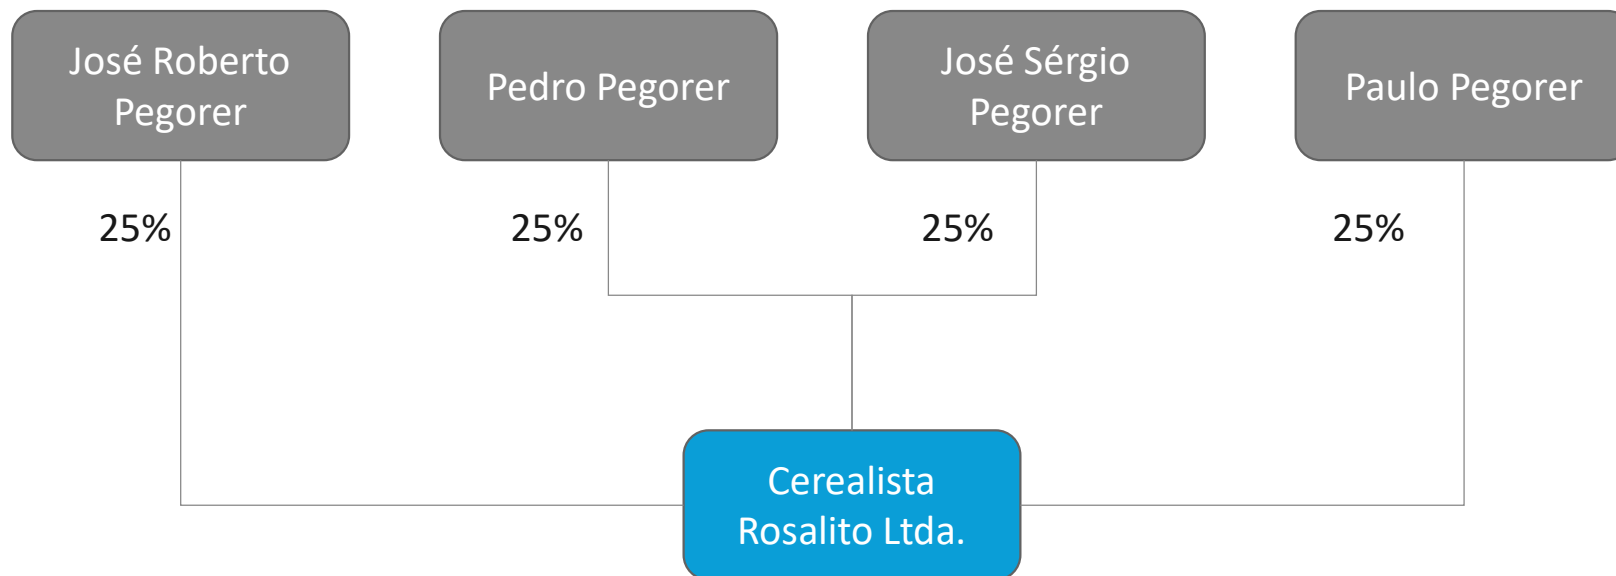 José Roberto
Pegorer
Pedro Pegorer
José Sérgio
Pegorer
Paulo Pegorer
25%
25%
25%
25%
Cerealista
Rosalito Ltda.